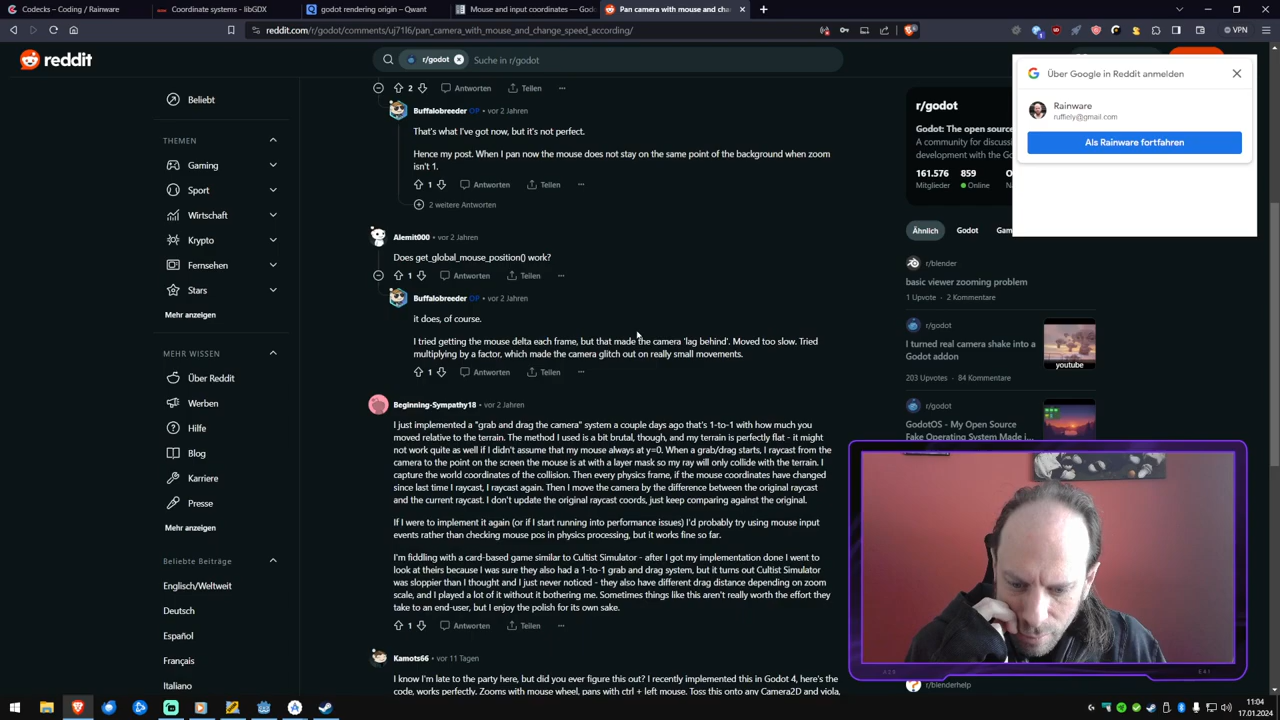 Codecks – Coding / Rainware
Coordinate systems - libGDX
godot rendering origin – Qwant
Mouse and input coordinates — Godo
Pan camera with mouse and cha
reddit.com/r/godot/comments/uj71l6/pan_camera_with_mouse_and_change_speed_according/
VPN
reddit
r/godot
Suche in r/godot
Über Google in Reddit anmelden
Rainware
ruffiely@gmail.com
Als Rainware fortfahren
Beliebt
THEMEN
Gaming
Sport
Wirtschaft
Krypto
Fernsehen
Stars
Mehr anzeigen
MEHR WISSEN
Über Reddit
Werben
Hilfe
Blog
Karriere
Presse
Mehr anzeigen
Beliebte Beiträge
Englisch/Weltweit
Deutsch
Español
Français
Italiano
2 Antworten Teilen
Buffalobreeder OP • vor 2 Jahren
That's what I've got now, but it's not perfect.
Hence my post. When I pan now the mouse does not stay on the same point of the background when zoom
isn't 1.
1 Antworten Teilen
2 weitere Antworten
Alemit000 • vor 2 Jahren
Does get_global_mouse_position() work?
1 Antworten Teilen
Buffalobreeder OP • vor 2 Jahren
it does, of course.
I tried getting the mouse delta each frame, but that made the camera 'lag behind'. Moved too slow. Tried
multiplying by a factor, which made the camera glitch out on really small movements.
1 Antworten Teilen
Beginning-Sympathy18 • vor 2 Jahren
I just implemented a "grab and drag the camera" system a couple days ago that's 1-to-1 with how much you
moved relative to the terrain. The method I used is a bit brutal, though, and my terrain is perfectly flat - it might
not work quite as well if I didn't assume that my mouse always at y=0. When a grab/drag starts, I raycast from the
camera to the point on the screen the mouse is at with a layer mask so my ray will only collide with the terrain. I
capture the world coordinates of the collision. Then every physics frame, if the mouse coordinates have changed
since last time I raycast, I raycast again. Then I move the camera by the difference between the original raycast
and the current raycast. I don't update the original raycast coords, just keep comparing against the original.
If I were to implement it again (or if I start running into performance issues) I'd probably try using mouse input
events rather than checking mouse pos in physics processing, but it works fine so far.
I'm fiddling with a card-based game similar to Cultist Simulator - after I got my implementation done I went to
look at theirs because I was sure they also had a 1-to-1 grab and drag system, but it turns out Cultist Simulator
was sloppier than I thought and I just never noticed - they also have different drag distance depending on zoom
scale, and I played a lot of it without it bothering me. Sometimes things like this aren't really worth the effort they
take to an end-user, but I enjoy the polish for its own sake.
1 Antworten Teilen
Kamots66 • vor 11 Tagen
I know I'm late to the party here, but did you ever figure this out? I recently implemented this in Godot 4, here's the
code, works perfectly. Zooms with mouse wheel, pans with ctrl + left mouse. Toss this onto any Camera2D and viola,
r/godot
Godot: The open source
A community for discuss
development with the Go
161.576 859
Mitglieder Online
Ähnlich Godot Gam
r/blender
basic viewer zooming problem
1 Upvote • 2 Kommentare
r/godot
I turned real camera shake into a
Godot addon
youtube
203 Upvotes • 84 Kommentare
r/godot
GodotOS - My Open Source
Fake Operating System Made i...
r/blenderhelp
11:04
17.01.2024